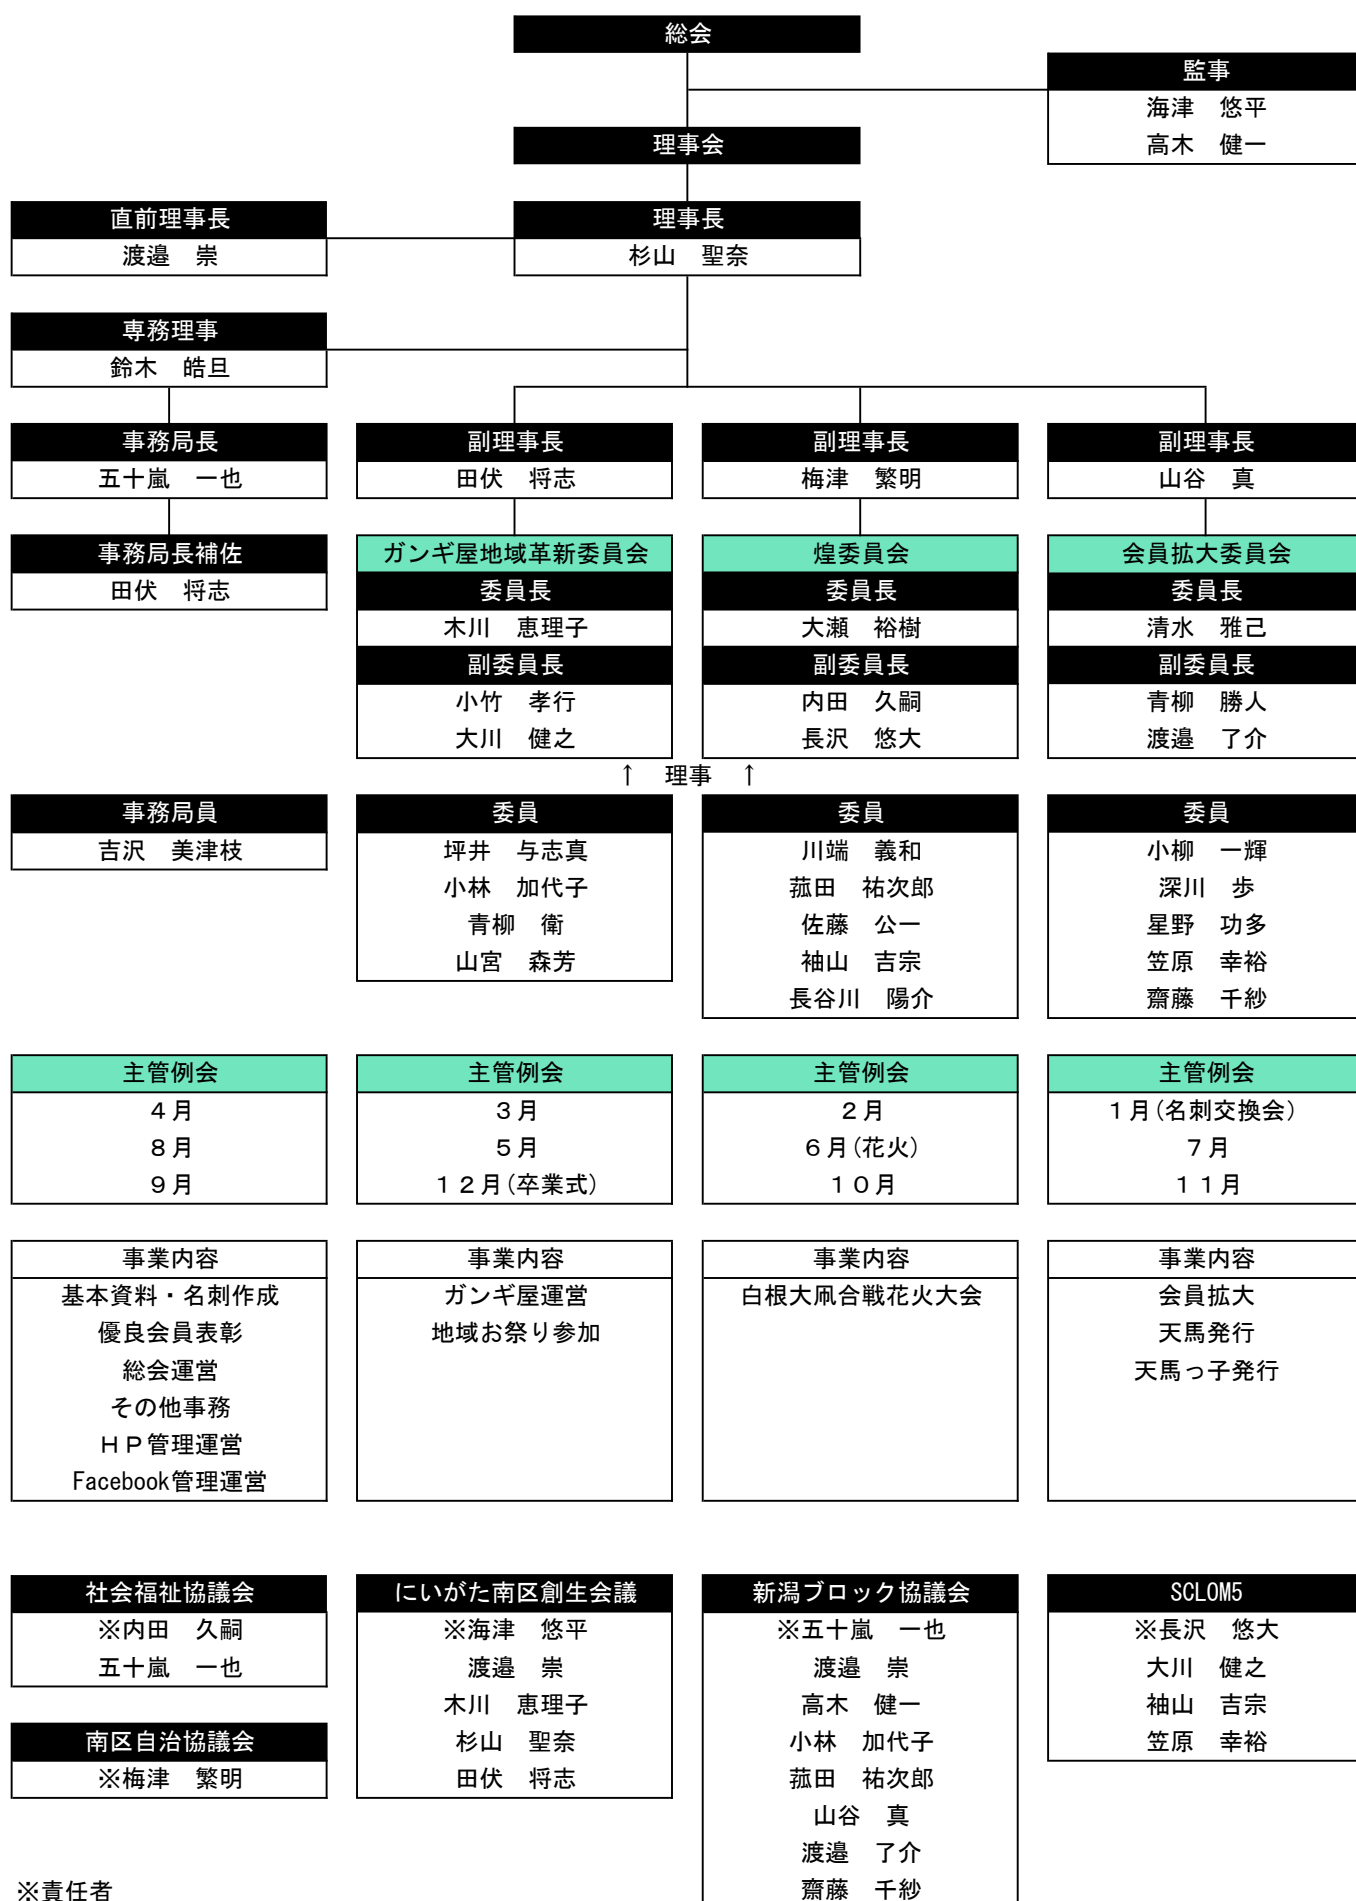 総会
監事
海津　悠平
高木　健一
理事会
直前理事長
渡邉　崇
理事長
杉山　聖奈
専務理事
鈴木　皓旦
事務局長
五十嵐　一也
副理事長
田伏　将志
副理事長
梅津　繁明
副理事長
山谷　真
事務局長補佐
田伏　将志
ガンギ屋地域革新委員会
委員長
木川　恵理子
副委員長
小竹　孝行
大川　健之
煌委員会
委員長
大瀬　裕樹
副委員長
内田　久嗣
長沢　悠大
会員拡大委員会
委員長
清水　雅己
副委員長
青柳　勝人
渡邉　了介
↑　理事　↑
事務局員
吉沢　美津枝
委員
坪井　与志真
小林　加代子
青柳　衛
山宮　森芳
委員
川端　義和
菰田　祐次郎
佐藤　公一
袖山　吉宗
長谷川　陽介
委員
小柳　一輝
深川　歩
星野　功多
笠原　幸裕
齋藤　千紗
主管例会
４月
８月
９月
主管例会
３月
５月
１２月(卒業式)
主管例会
２月
６月(花火)
１０月
主管例会
１月(名刺交換会)
７月
１１月
事業内容
基本資料・名刺作成
優良会員表彰
総会運営
その他事務
ＨＰ管理運営
Facebook管理運営
事業内容
ガンギ屋運営
地域お祭り参加
事業内容
白根大凧合戦花火大会
事業内容
会員拡大
天馬発行
天馬っ子発行
社会福祉協議会
※内田　久嗣
五十嵐　一也
南区自治協議会
※梅津　繁明
にいがた南区創生会議
※海津　悠平
渡邉　崇
木川　恵理子
杉山　聖奈
田伏　将志
新潟ブロック協議会
※五十嵐　一也
渡邉　崇
高木　健一
小林　加代子
菰田　祐次郎
山谷　真
渡邉　了介
齋藤　千紗
SCLOM5
※長沢　悠大
大川　健之
袖山　吉宗
笠原　幸裕
※責任者